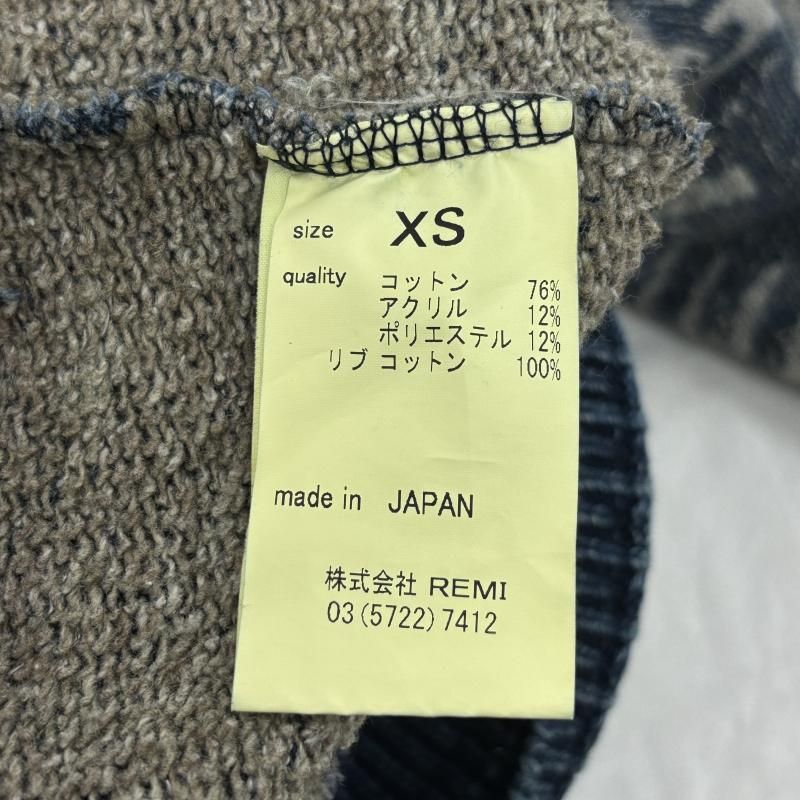 size XS
quality コットン 76%
アクリル 12%
ポリエステル 12%
リブ コットン 100%
made in JAPAN
株式会社 REMI
03(5722)7412